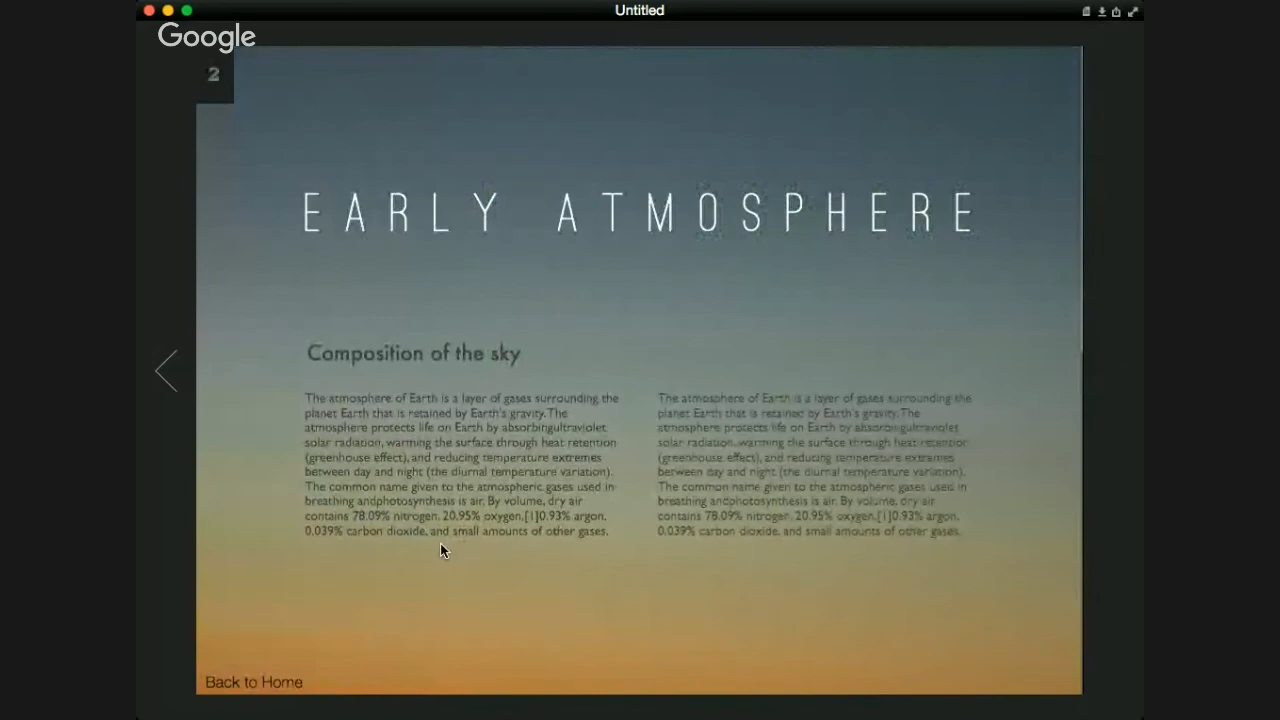 Untitled
Google
2
EARLY ATMOSPHERE
Composition of the sky
The atmosphere of Earth is a layer of gases surrounding the
planet Earth that is retained by Earth's gravity. The
atmosphere protects life on Earth by absorbingultraviolet
solar radiation, warming the surface through heat retention
(greenhouse effect), and reducing temperature extremes
between day and night (the diurnal temperature variation).
The common name given to the atmospheric gases used in
breathing andphotosynthesis is air. By volume, dry air
contains 78.09% nitrogen, 20.95% oxygen,[1]0.93% argon,
0.039% carbon dioxide, and small amounts of other gases.
The atmosphere of Earth is a layer of gases surrounding the
planet Earth that is retained by Earth's gravity. The
atmosphere protects life on Earth by absorbingultraviolet
solar radiation, warming the surface through heat retention
(greenhouse effect), and reducing temperature extremes
between day and night (the diurnal temperature variation).
The common name given to the atmospheric gases used in
breathing andphotosynthesis is air. By volume, dry air
contains 78.09% nitrogen, 20.95% oxygen,[1]0.93% argon,
0.039% carbon dioxide, and small amounts of other gases.
Back to Home